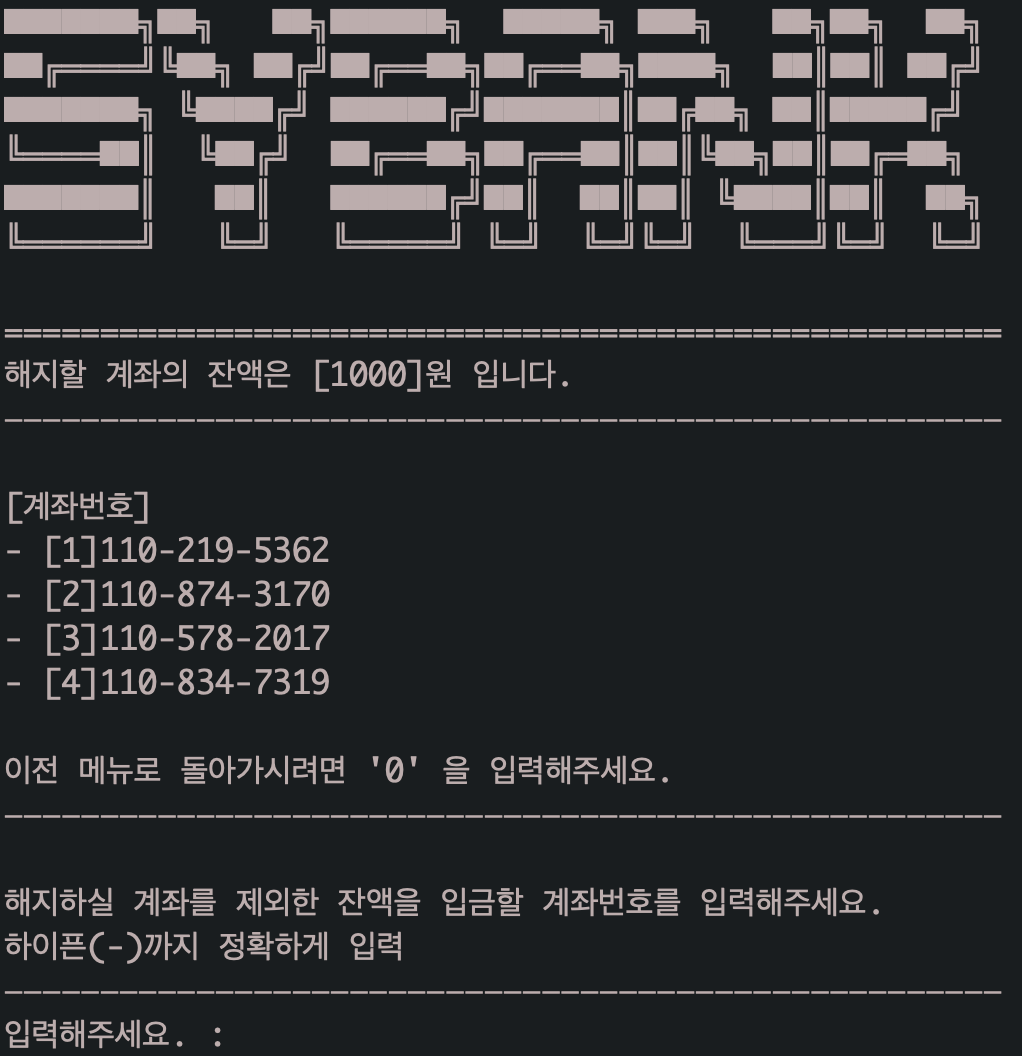 SYBANK
해지할 계좌의 잔액은 [1000]원 입니다.
[계좌번호]
- [1]110-219-5362
- [2]110-874-3170
- [3]110-578-2017
- [4]110-834-7319
이전 메뉴로 돌아가시려면 '0' 을 입력해주세요.
해지하실 계좌를 제외한 잔액을 입금할 계좌번호를 입력해주세요.
하이픈(-)까지 정확하게 입력
입력해주세요. :